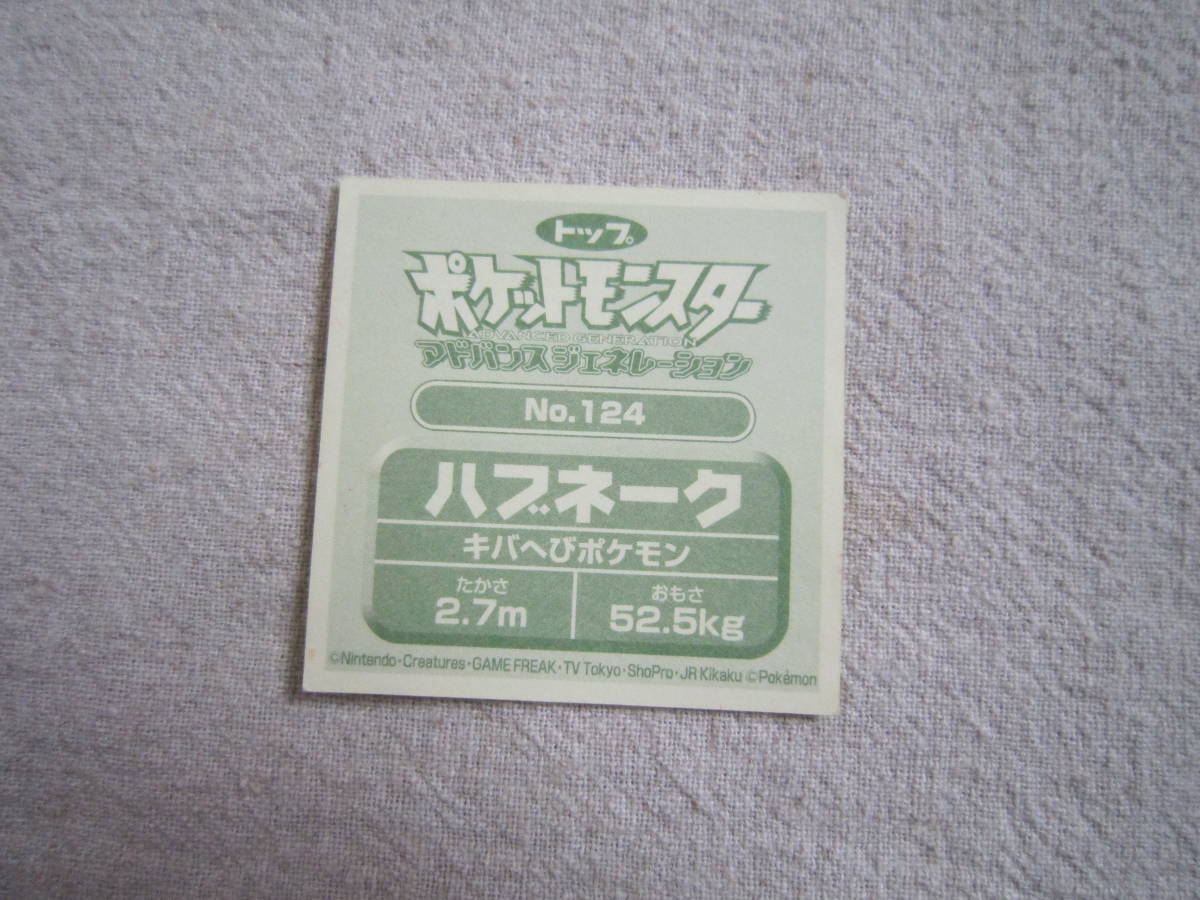 トップ
ポケットモンスター
ADVANCED GENERATION
アドバンスジェネレーション
No.124
ハブネーク
キバへびポケモン
たかさ
2.7m
おもさ
52.5kg
©Nintendo・Creatures・GAME FREAK・TV Tokyo・ShoPro・JR Kikaku ©Pokémon